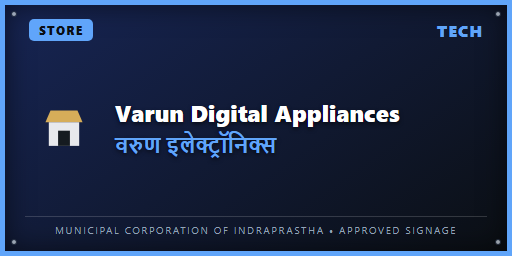 STORE
TECH
Varun Digital Appliances
वरुण इलेक्ट्रॉनिक्स
MUNICIPAL CORPORATION OF INDRAPRASTHA • APPROVED SIGNAGE